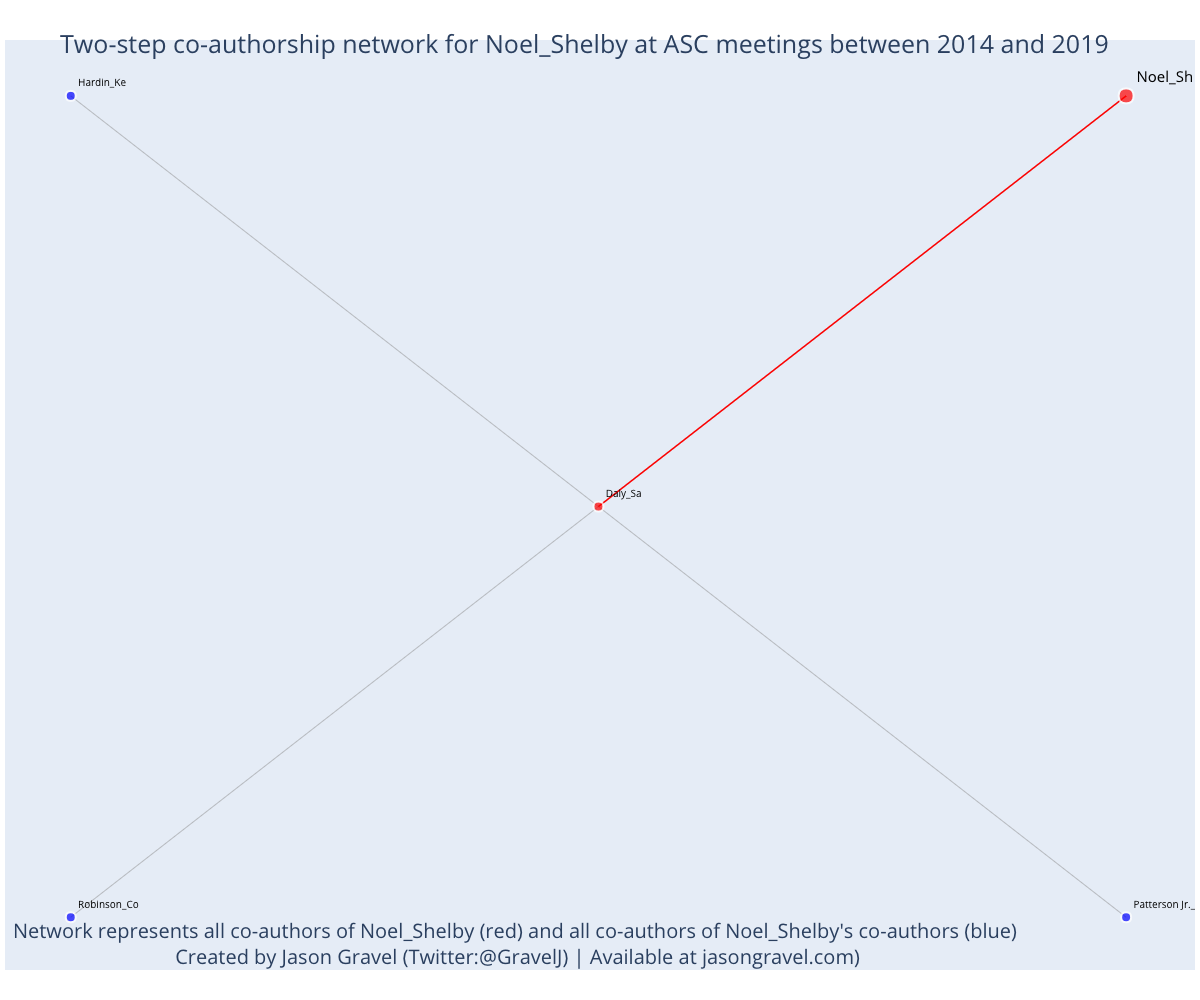 Two-step co-authorship network for Noel_Shelby at ASC meetings between 2014 and 2019
Noel_Sh
Hardin_Ke
Daly_Sa
Robinson_Co
Patterson Jr._
Network represents all co-authors of Noel_Shelby (red) and all co-authors of Noel_Shelby's co-authors (blue)
Created by Jason Gravel (Twitter:@GravelJ) | Available at jasongravel.com)